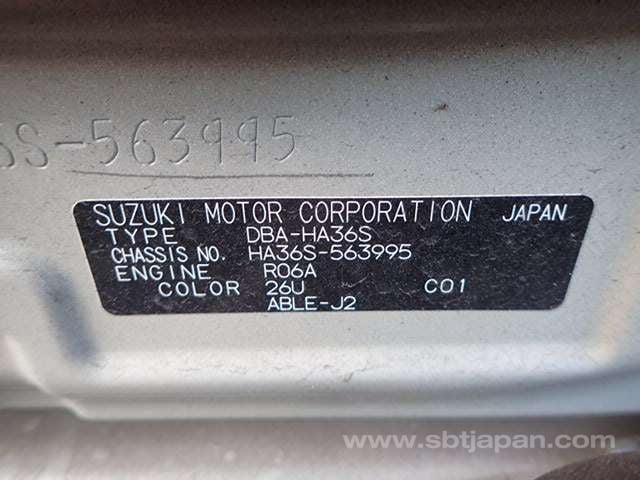 6S-563995
SUZUKI MOTOR CORPORATION JAPAN
TYPE DBA-HA36S
CHASSIS NO. HA36S-563995
ENGINE R06A
COLOR 26U C01
ABLE-J2
www.sbtjapan.com